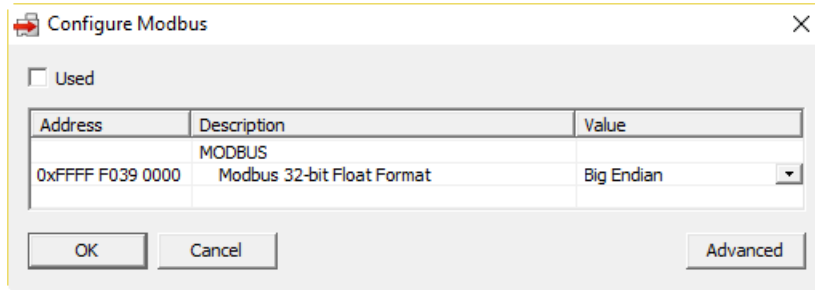 Configure Modbus
Used
Address Description Value
MODBUS
0xFFFF F039 0000 Modbus 32-bit Float Format Big Endian
OK Cancel Advanced